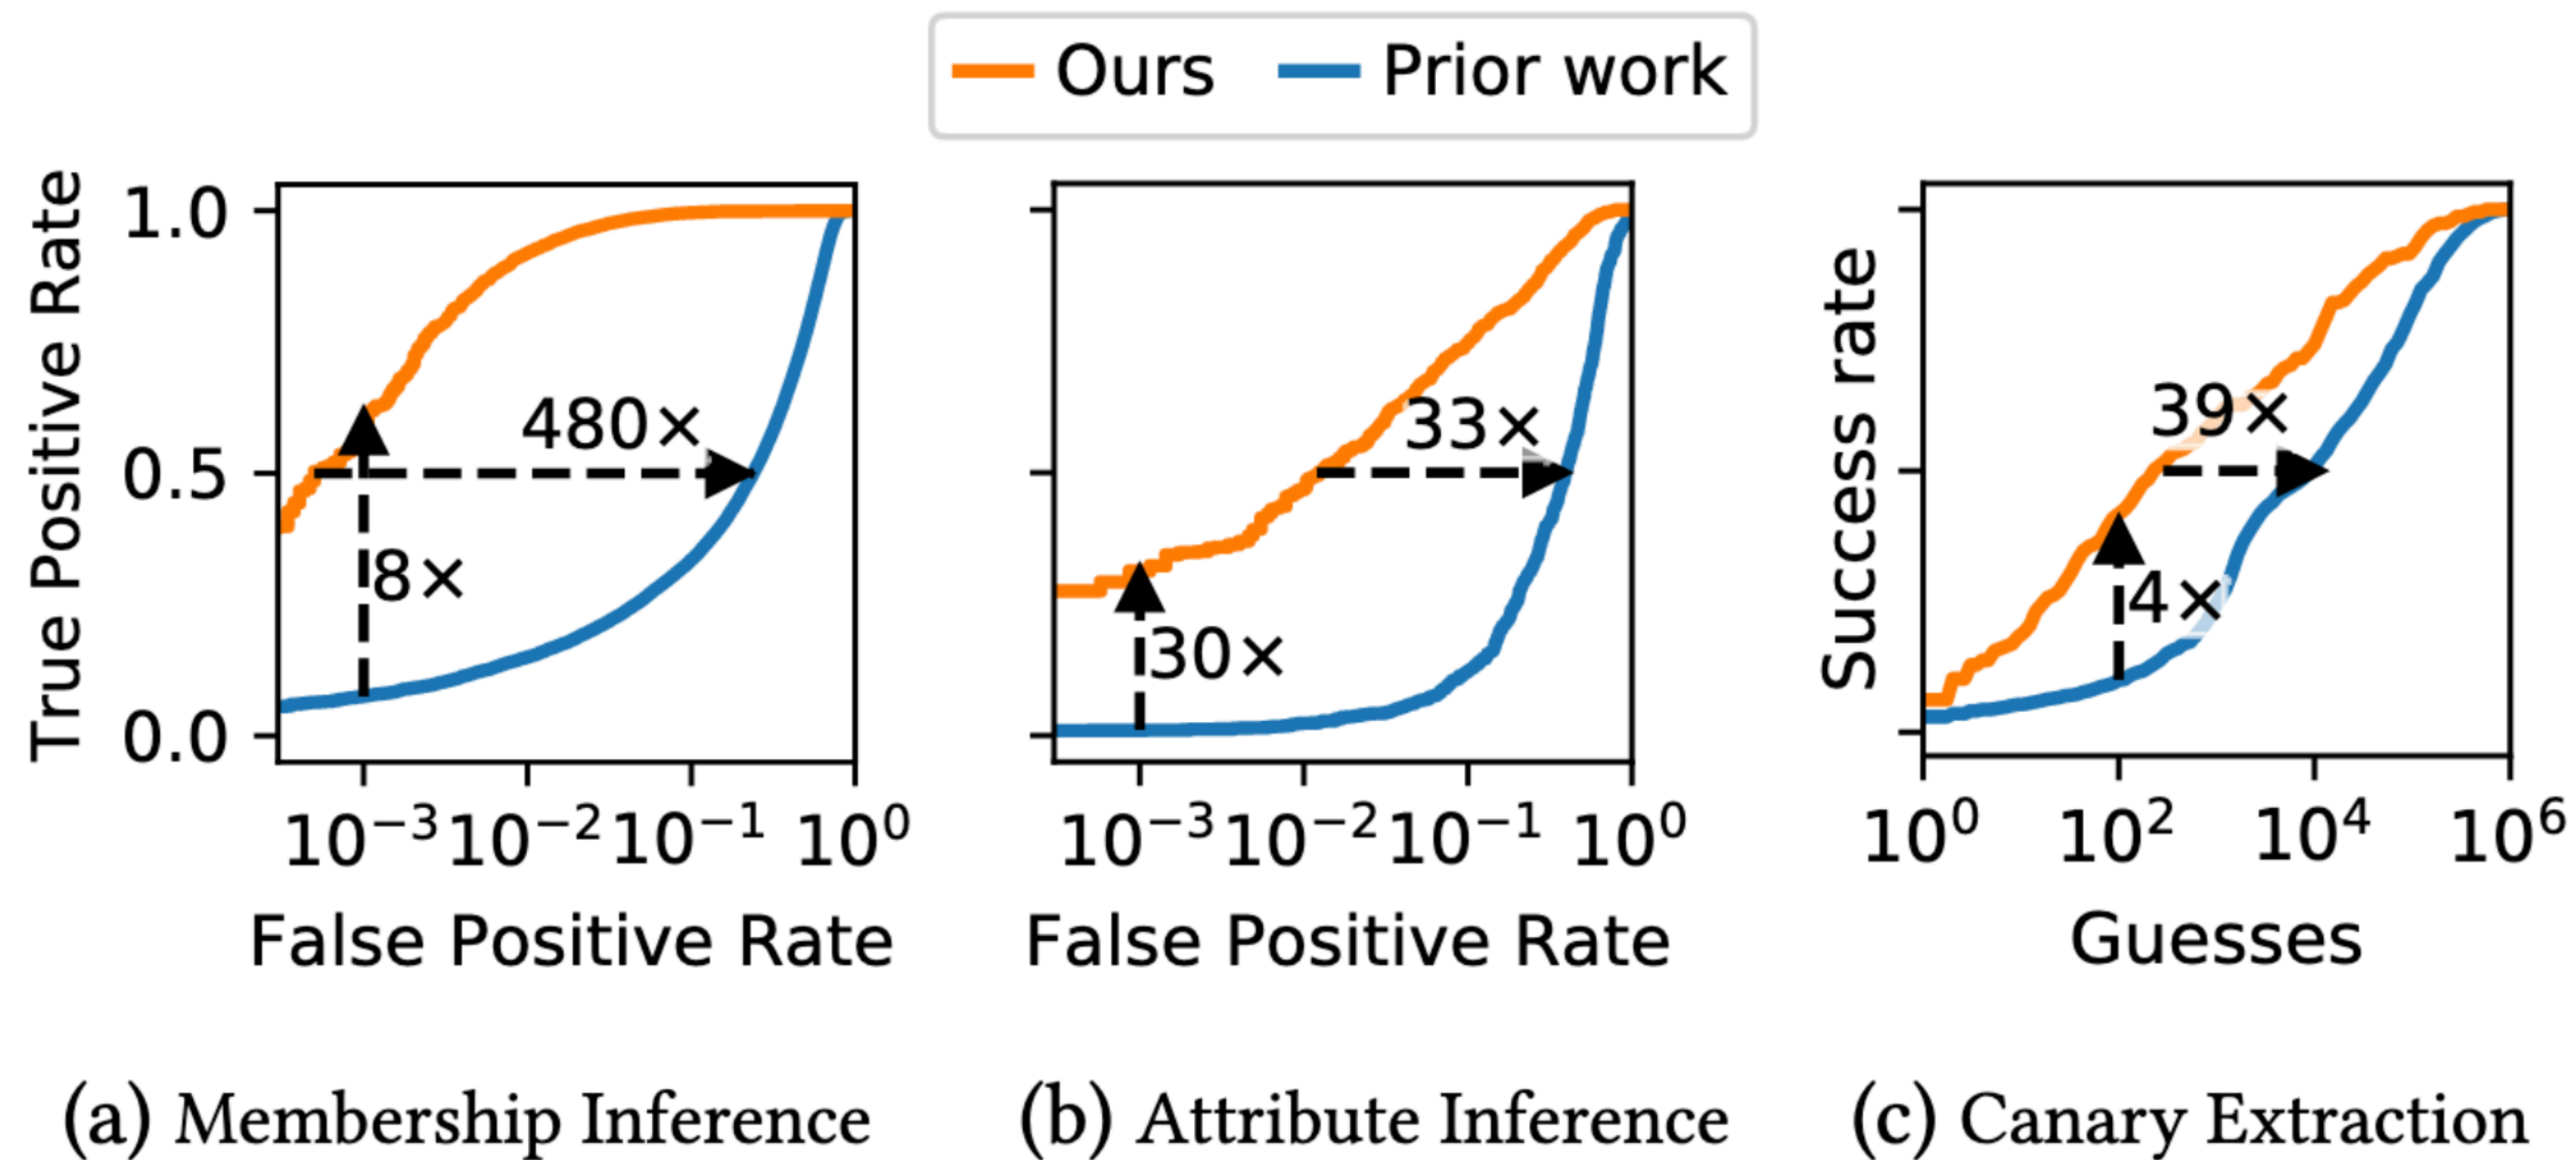 Ours Prior work
True Positive Rate
1.0
0.5
0.0
480×
8×
10⁻³ 10⁻² 10⁻¹ 10⁰
False Positive Rate
(a) Membership Inference
33×
30×
10⁻³ 10⁻² 10⁻¹ 10⁰
False Positive Rate
(b) Attribute Inference
Success rate
39×
4×
10⁰ 10² 10⁴ 10⁶
Guesses
(c) Canary Extraction